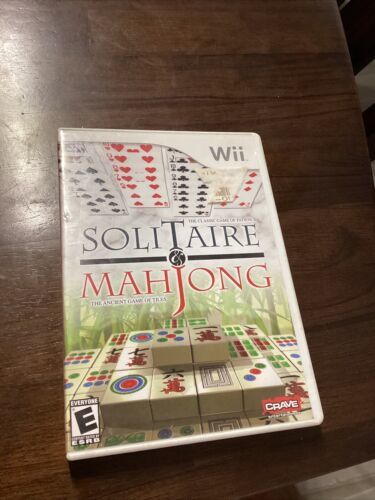 Wii
THE CLASSIC GAME OF PATIENCE
SOLITAIRE
&
MAHJONG
THE ANCIENT GAME OF TILES
EVERYONE
E
ESRB
CRAVE